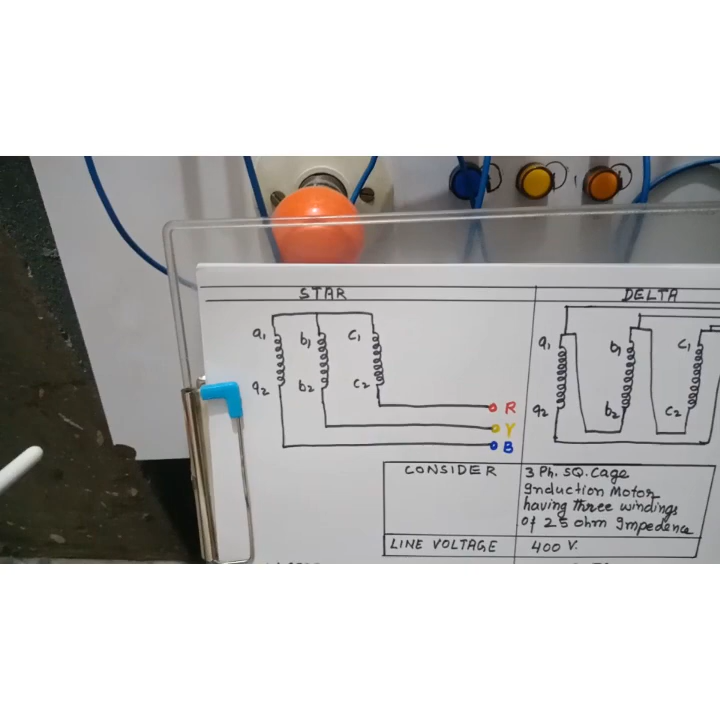 STAR
DELTA
a1 b1 c1
a2 b2 c2
R
Y
B
a1 b1 c1
a2 b2 c2
CONSIDER
3 Ph. SQ. Cage
Induction Motor
having three windings
of 25 ohm Impedence
LINE VOLTAGE
400 V.